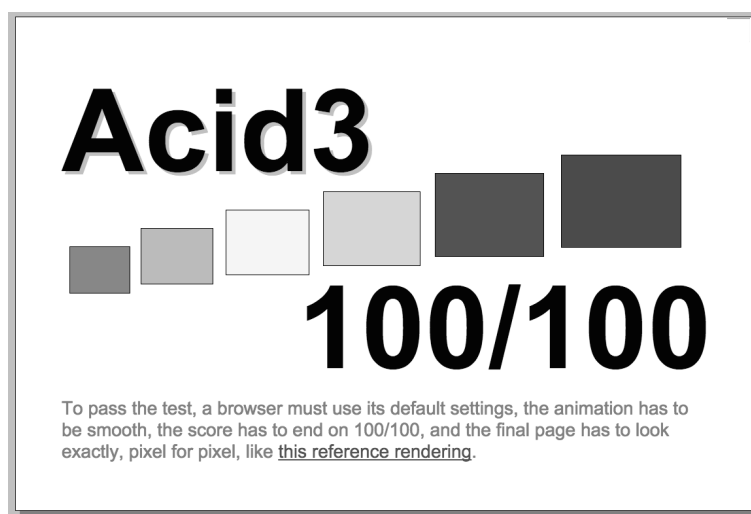 Acid3
100/100
To pass the test, a browser must use its default settings, the animation has to
be smooth, the score has to end on 100/100, and the final page has to look
exactly, pixel for pixel, like this reference rendering.